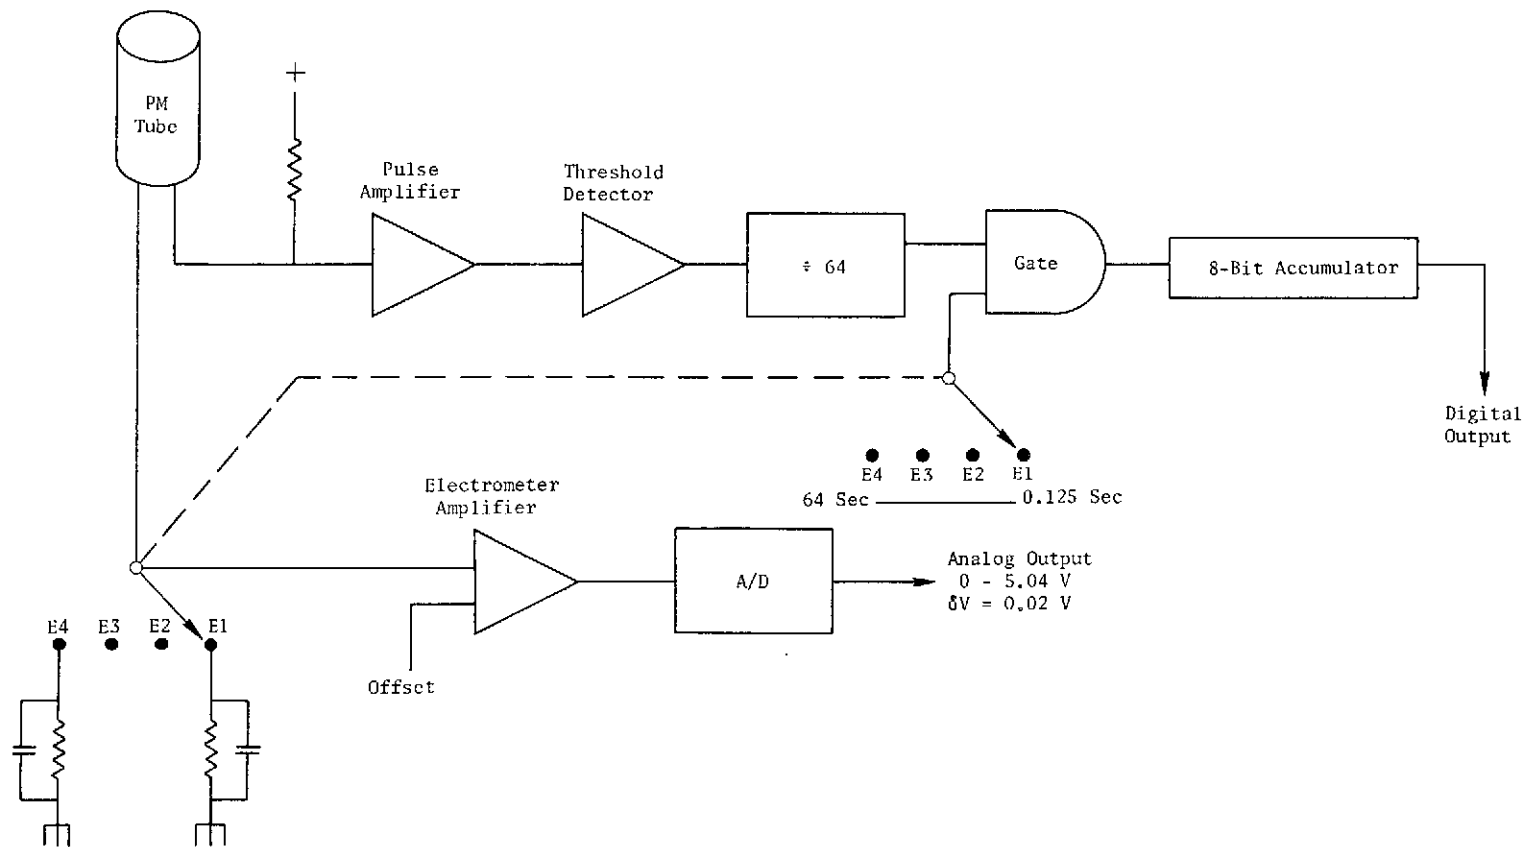 PM
Tube
+
Pulse
Amplifier
Threshold
Detector
÷ 64
Gate
8-Bit Accumulator
Digital
Output
E4 E3 E2 E1
64 Sec 0.125 Sec
Electrometer
Amplifier
A/D
Analog Output
0 - 5.04 V
δV = 0.02 V
Offset
E4 E3 E2 E1